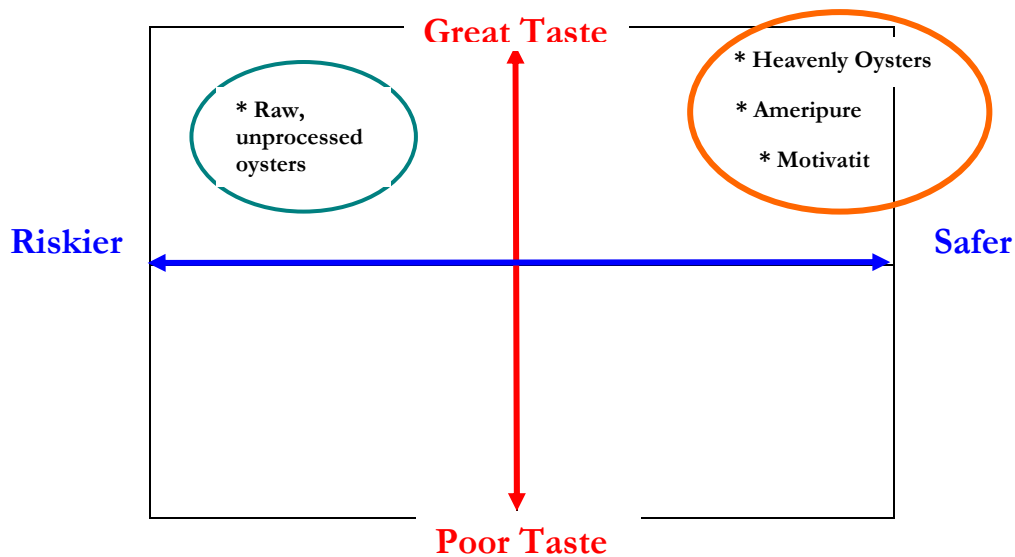 Great Taste
* Heavenly Oysters
* Raw,
unprocessed
oysters
* Ameripure
* Motivatit
Riskier
Safer
Poor Taste